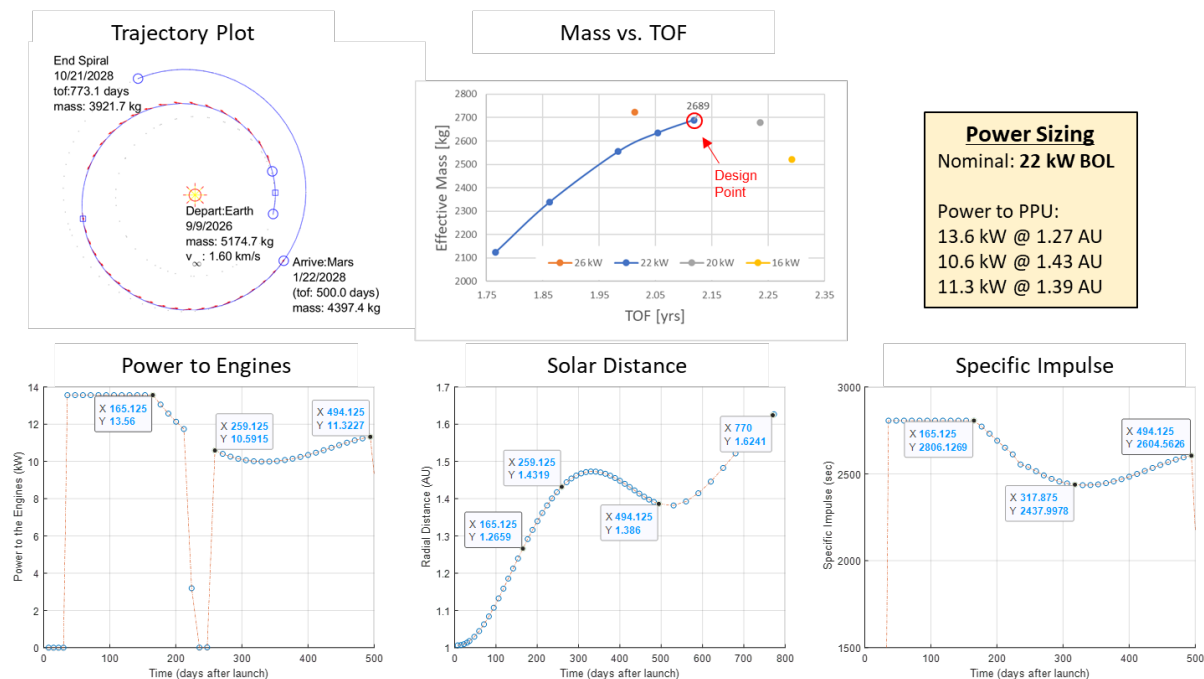 Trajectory Plot
End Spiral
10/21/2028
tof:773.1 days
mass: 3921.7 kg
Depart:Earth
9/9/2026
mass: 5174.7 kg
v∞: 1.60 km/s
Arrive:Mars
1/22/2028
(tof: 500.0 days)
mass: 4397.4 kg
Mass vs. TOF
Effective Mass [kg]
2800
2700
2600
2500
2400
2300
2200
2100
2000
2689
Design
Point
26 kW
22 kW
20 kW
16 kW
1.75
1.85
1.95
2.05
2.15
2.25
2.35
TOF [yrs]
Power Sizing
Nominal: 22 kW BOL
Power to PPU:
13.6 kW @ 1.27 AU
10.6 kW @ 1.43 AU
11.3 kW @ 1.39 AU
Power to Engines
Power to the Engines (kW)
14
12
10
8
6
4
2
0
X 165.125
Y 13.56
X 259.125
Y 10.5915
X 494.125
Y 11.3227
0
100
200
300
400
500
Time (days after launch)
Solar Distance
Radial Distance (AU)
1.7
1.6
1.5
1.4
1.3
1.2
1.1
1
X 770
Y 1.6241
X 259.125
Y 1.4319
X 165.125
Y 1.2659
X 494.125
Y 1.386
0
100
200
300
400
500
600
700
800
Time (days after launch)
Specific Impulse
Specific Impulse (sec)
3000
2500
2000
1500
X 165.125
Y 2806.1269
X 494.125
Y 2604.5626
X 317.875
Y 2437.9978
0
100
200
300
400
500
Time (days after launch)